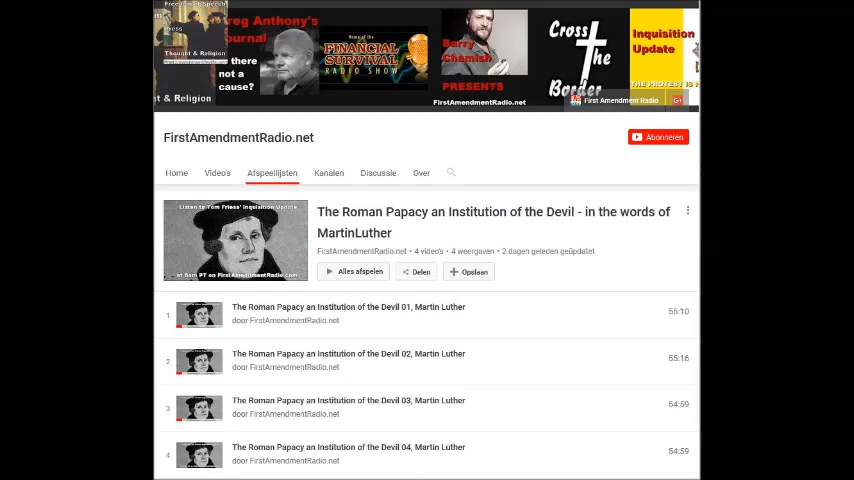 Freedom of Speech
Press
Thought & Religion
t & Religion
reg Anthony's
ournal
there
not a
cause?
Home of the
FINANCIAL
SURVIVAL
RADIO SHOW
Barry
Chamish
PRESENTS
FirstAmendmentRadio.net
Cross
The
Border
Inquisition
Update
THE PROTEST IS
First Amendment Radio
G+
FirstAmendmentRadio.net
Abonneren
Home Video's Afspeellijsten Kanalen Discussie Over
Listen to Tom Friess' Inquisition Update
at 6am PT on FirstAmendmentRadio.com
The Roman Papacy an Institution of the Devil - in the words of
MartinLuther
FirstAmendmentRadio.net • 4 video's • 4 weergaven • 2 dagen geleden geüpdatet
Alles afspelen Delen Opslaan
1 The Roman Papacy an Institution of the Devil 01, Martin Luther 55:10
door FirstAmendmentRadio.net
2 The Roman Papacy an Institution of the Devil 02, Martin Luther 55:16
door FirstAmendmentRadio.net
3 The Roman Papacy an Institution of the Devil 03, Martin Luther 54:59
door FirstAmendmentRadio.net
4 The Roman Papacy an Institution of the Devil 04, Martin Luther 54:59
door FirstAmendmentRadio.net